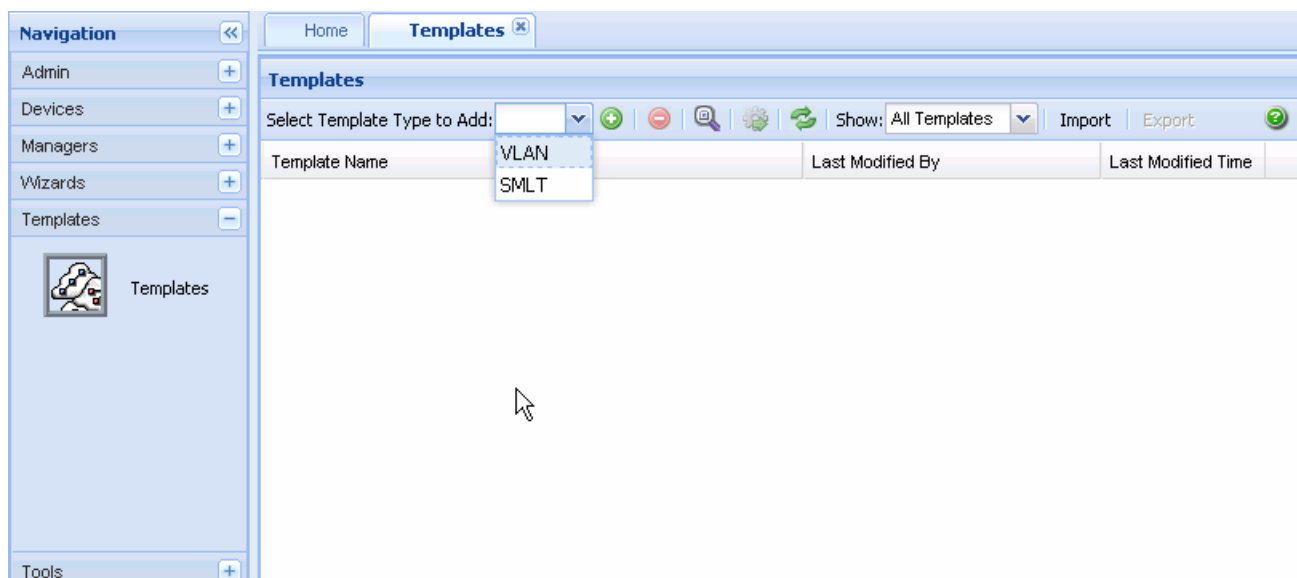 Navigation
Home
Templates
Admin
Devices
Managers
Wizards
Templates
Templates
Tools
Templates
Select Template Type to Add:
Show: All Templates
Import
Export
Template Name
Last Modified By
Last Modified Time
VLAN
SMLT